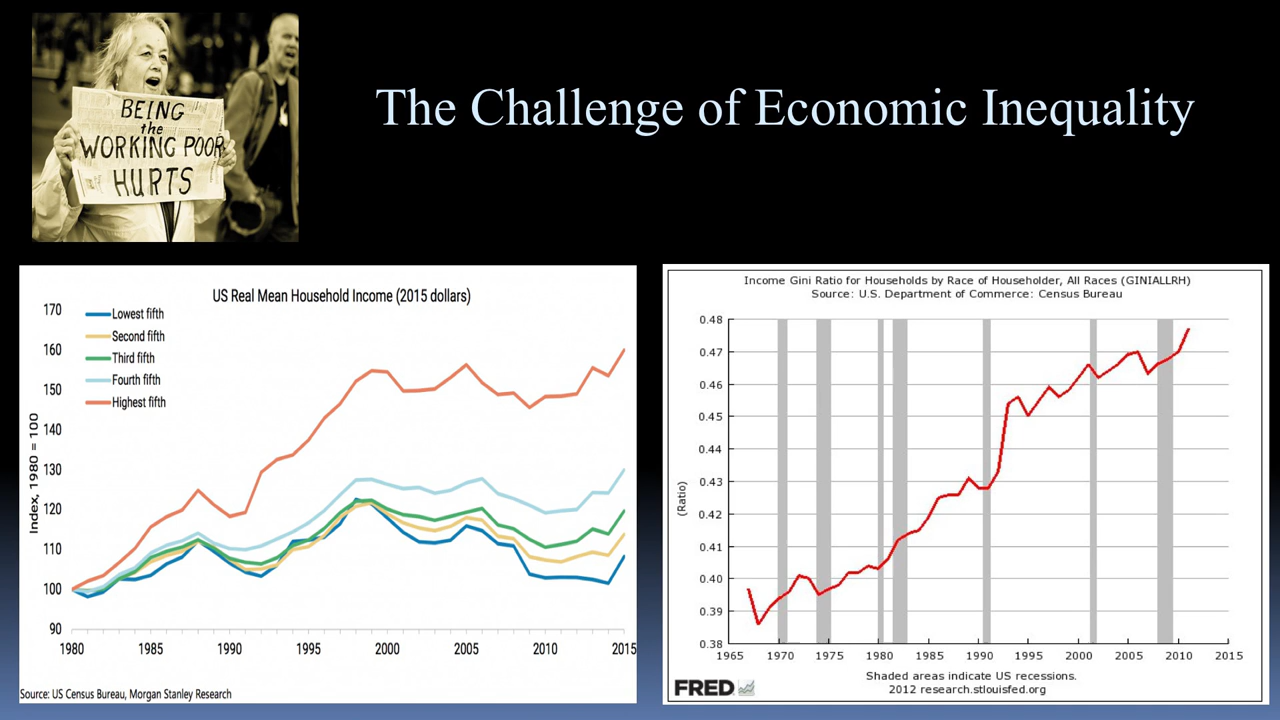 BEING
the
WORKING POOR
HURTS
The Challenge of Economic Inequality
US Real Mean Household Income (2015 dollars)
Index, 1980 = 100
170
160
150
140
130
120
110
100
90
Lowest fifth
Second fifth
Third fifth
Fourth fifth
Highest fifth
1980 1985 1990 1995 2000 2005 2010 2015
Source: US Census Bureau, Morgan Stanley Research
Income Gini Ratio for Households by Race of Householder, All Races (GINIALLRH)
Source: U.S. Department of Commerce: Census Bureau
(Ratio)
0.48
0.47
0.46
0.45
0.44
0.43
0.42
0.41
0.40
0.39
0.38
1965 1970 1975 1980 1985 1990 1995 2000 2005 2010 2015
Shaded areas indicate US recessions.
FRED 2012 research.stlouisfed.org